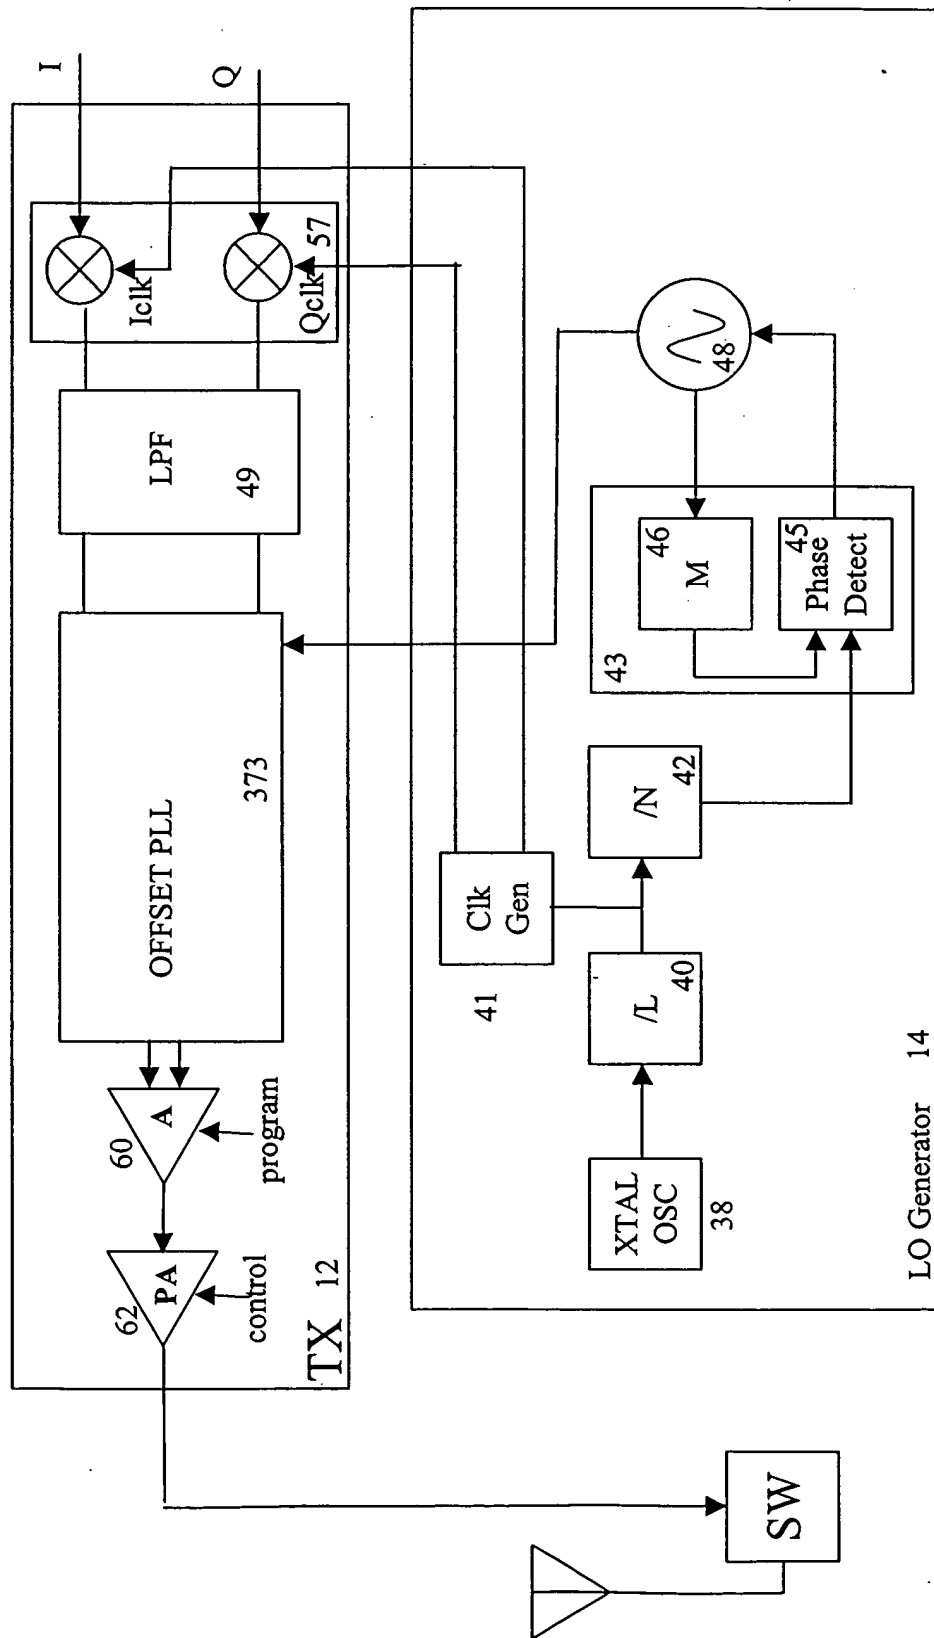 I
Q
Iclk
Qclk
57
LPF
49
OFFSET PLL
373
A
60
program
PA
62
control
TX 12
SW
Clk
Gen
41
XTAL
OSC
38
/L
40
/N
42
43
M
46
45
Phase
Detect
48
LO Generator 14